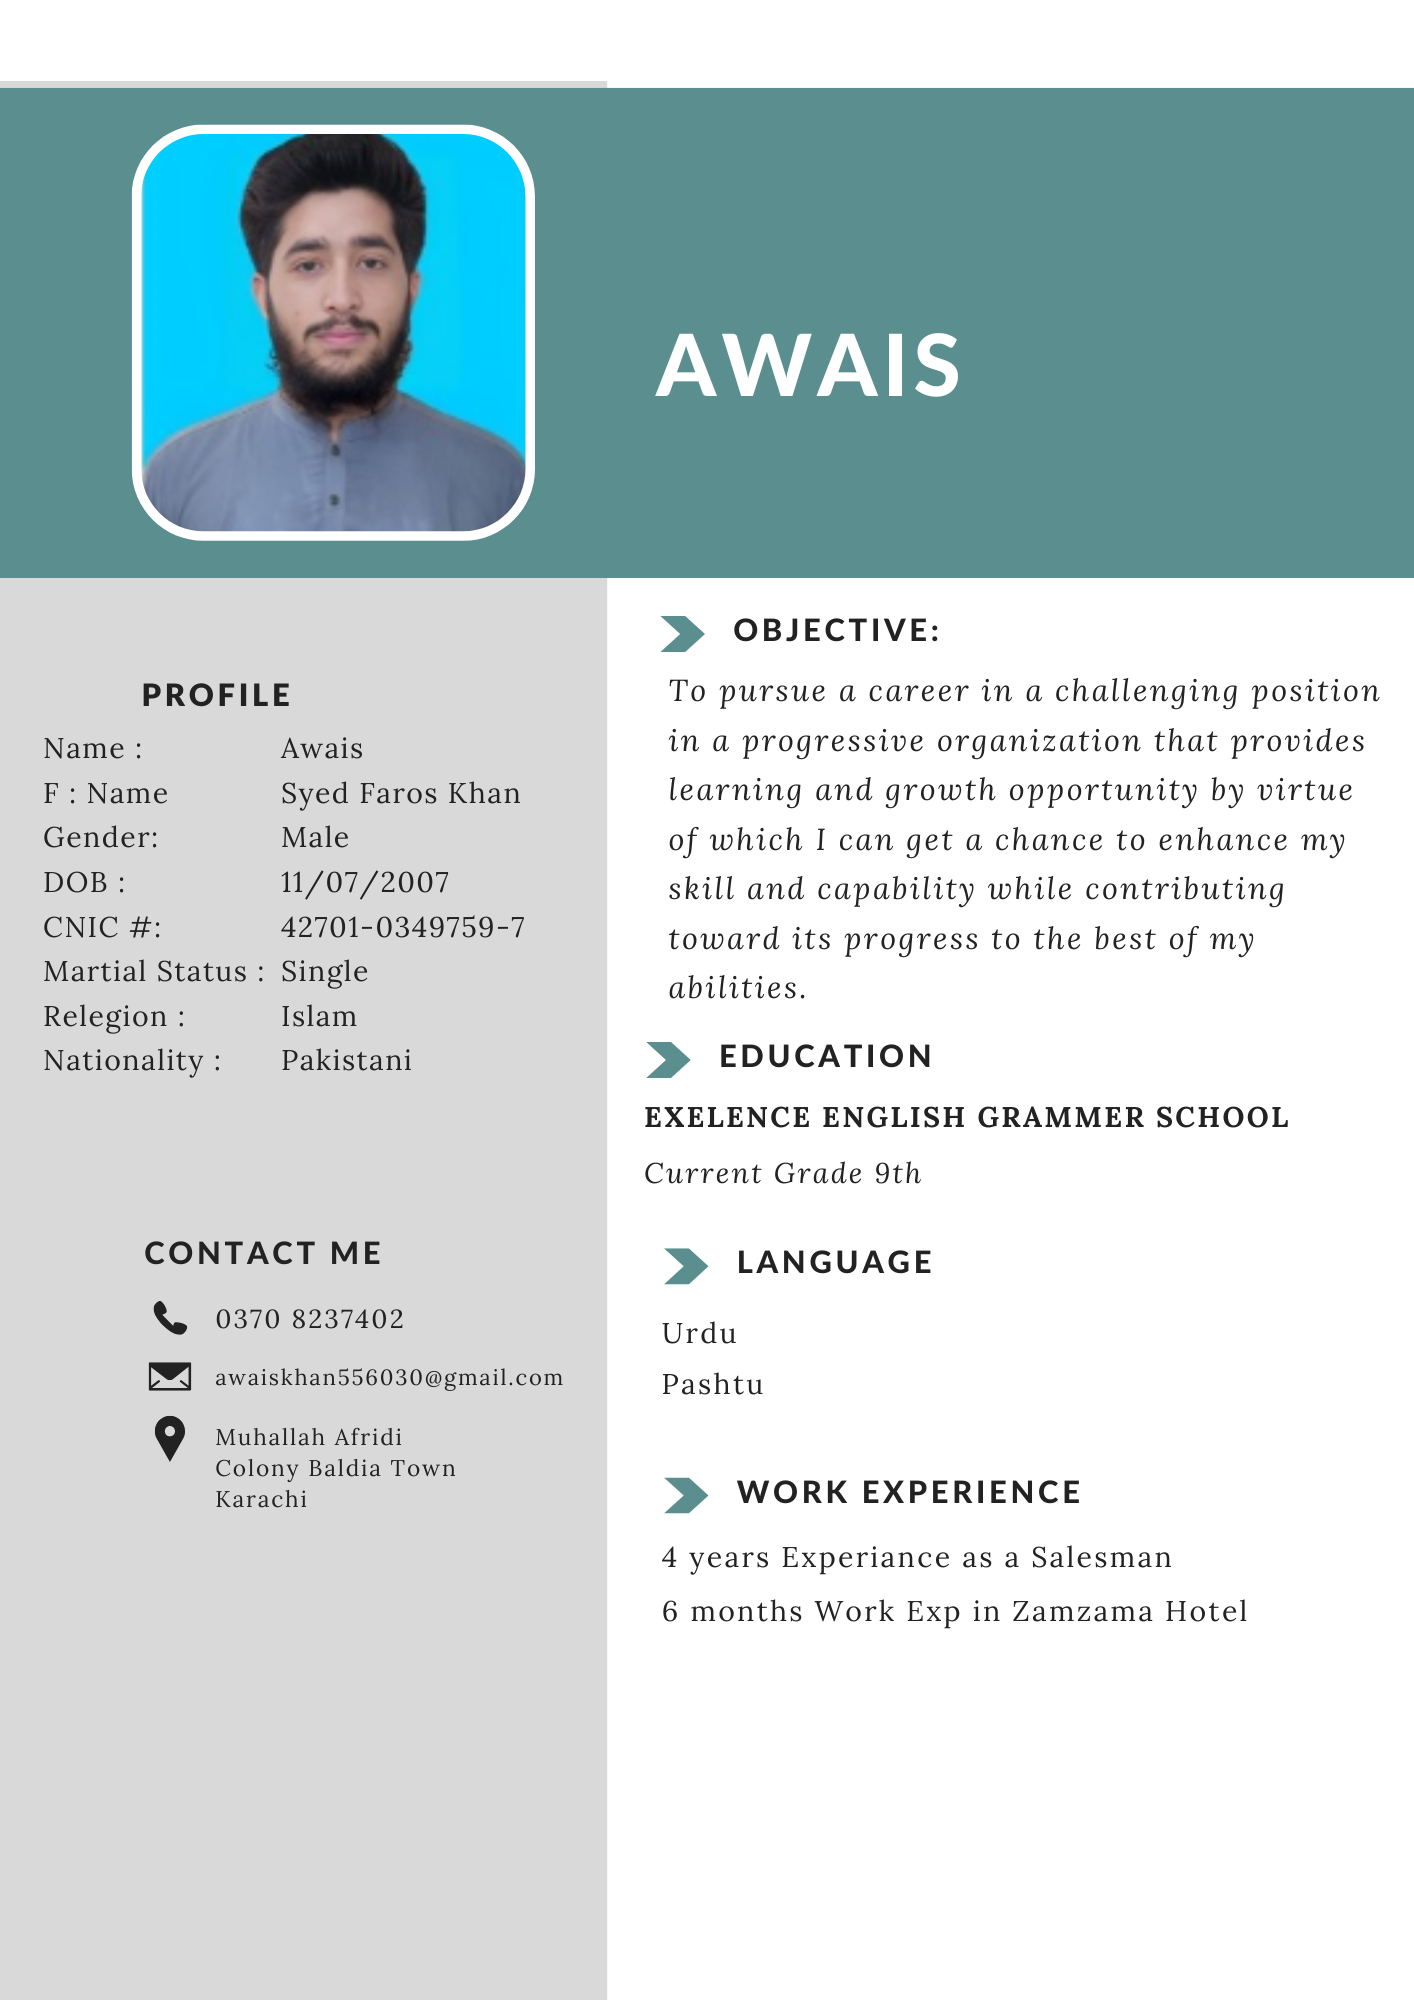 AWAIS
PROFILE
Name : Awais
F : Name Syed Faros Khan
Gender: Male
DOB : 11/07/2007
CNIC #: 42701-0349759-7
Martial Status : Single
Relegion : Islam
Nationality : Pakistani
CONTACT ME
0370 8237402
awaiskhan556030@gmail.com
Muhallah Afridi
Colony Baldia Town
Karachi
OBJECTIVE:
To pursue a career in a challenging position
in a progressive organization that provides
learning and growth opportunity by virtue
of which I can get a chance to enhance my
skill and capability while contributing
toward its progress to the best of my
abilities.
EDUCATION
EXELENCE ENGLISH GRAMMER SCHOOL
Current Grade 9th
LANGUAGE
Urdu
Pashtu
WORK EXPERIENCE
4 years Experiance as a Salesman
6 months Work Exp in Zamzama Hotel